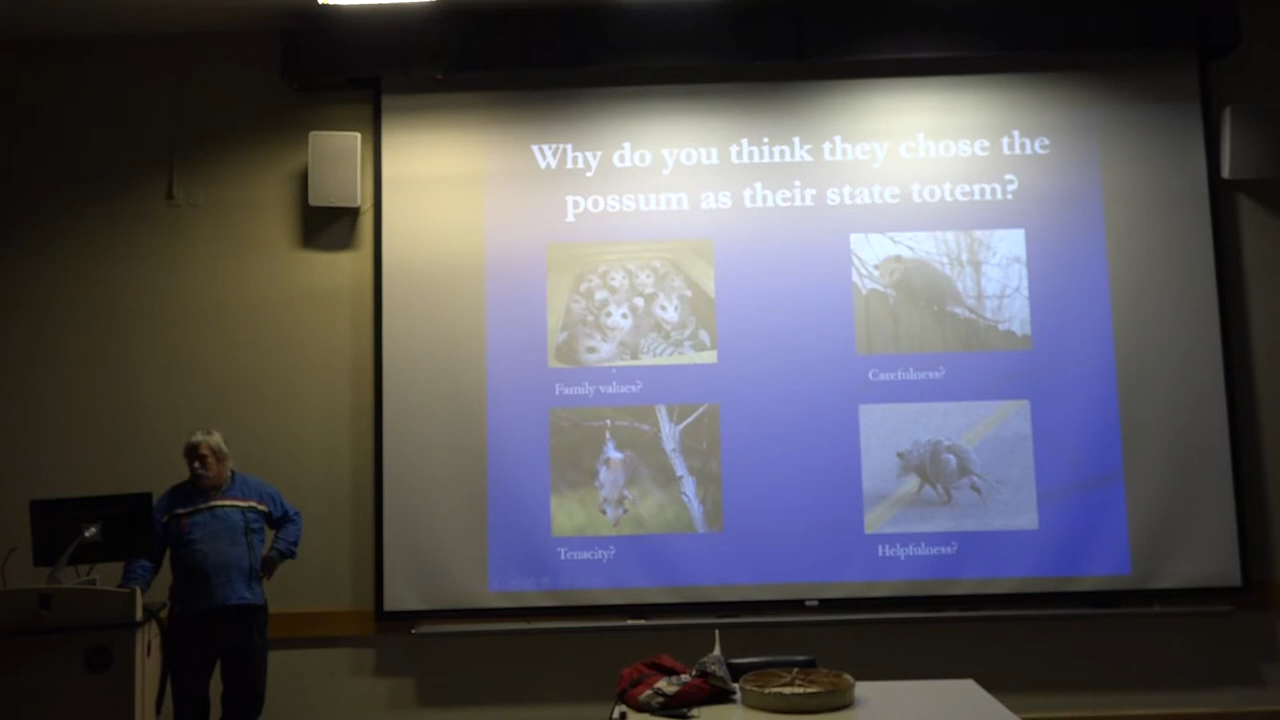 Why do you think they chose the
possum as their state totem?
Family values?
Carefulness?
Tenacity?
Helpfulness?